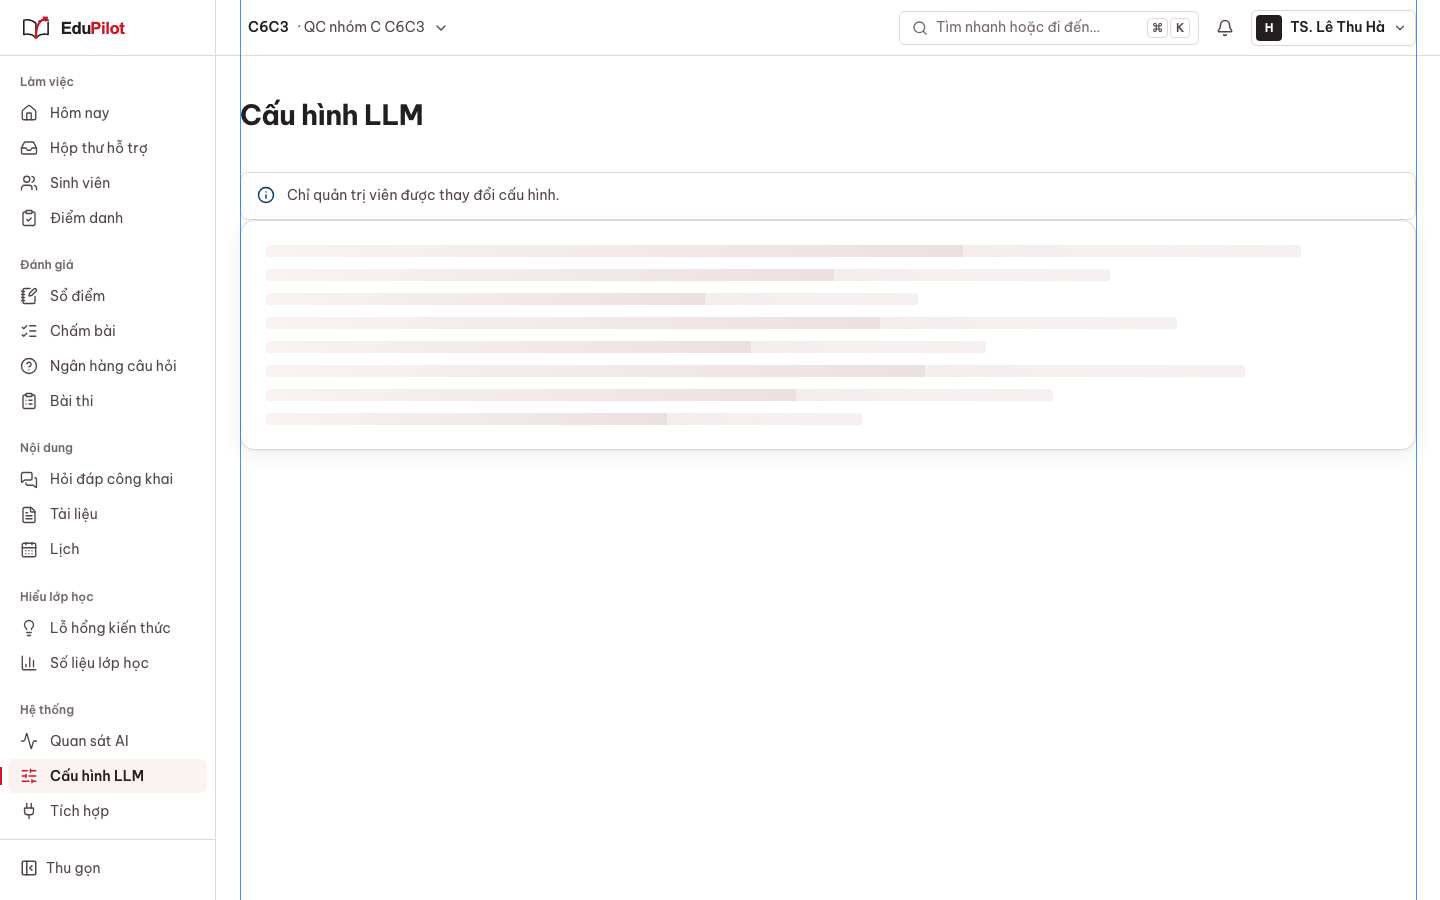 EduPilot
C6C3 · QC nhóm C C6C3
Tìm nhanh hoặc đi đến...
⌘ K
H
TS. Lê Thu Hà
Làm việc
Hôm nay
Hộp thư hỗ trợ
Sinh viên
Điểm danh
Đánh giá
Sổ điểm
Chấm bài
Ngân hàng câu hỏi
Bài thi
Nội dung
Hỏi đáp công khai
Tài liệu
Lịch
Hiểu lớp học
Lỗ hổng kiến thức
Số liệu lớp học
Hệ thống
Quan sát AI
Cấu hình LLM
Tích hợp
Thu gọn
Cấu hình LLM
Chỉ quản trị viên được thay đổi cấu hình.